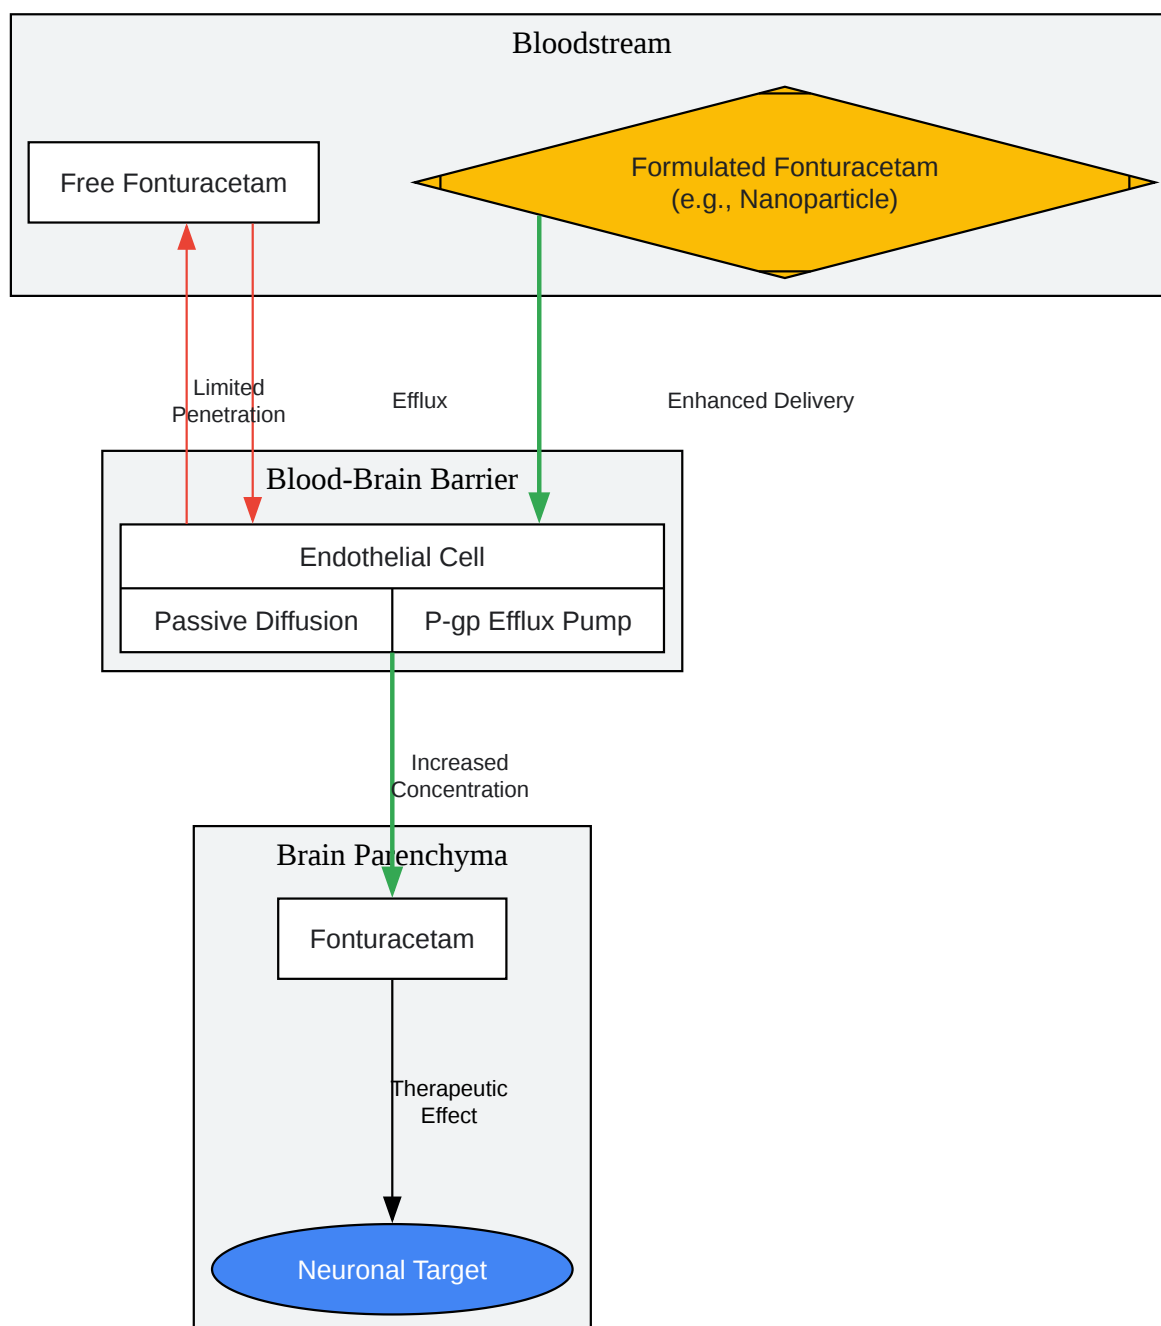 Bloodstream
Free Fonturacetam
Formulated Fonturacetam
(e.g., Nanoparticle)
Limited
Penetration
Efflux
Enhanced Delivery
Blood-Brain Barrier
Endothelial Cell
Passive Diffusion
P-gp Efflux Pump
Increased
Concentration
Brain Parenchyma
Fonturacetam
Therapeutic
Effect
Neuronal Target